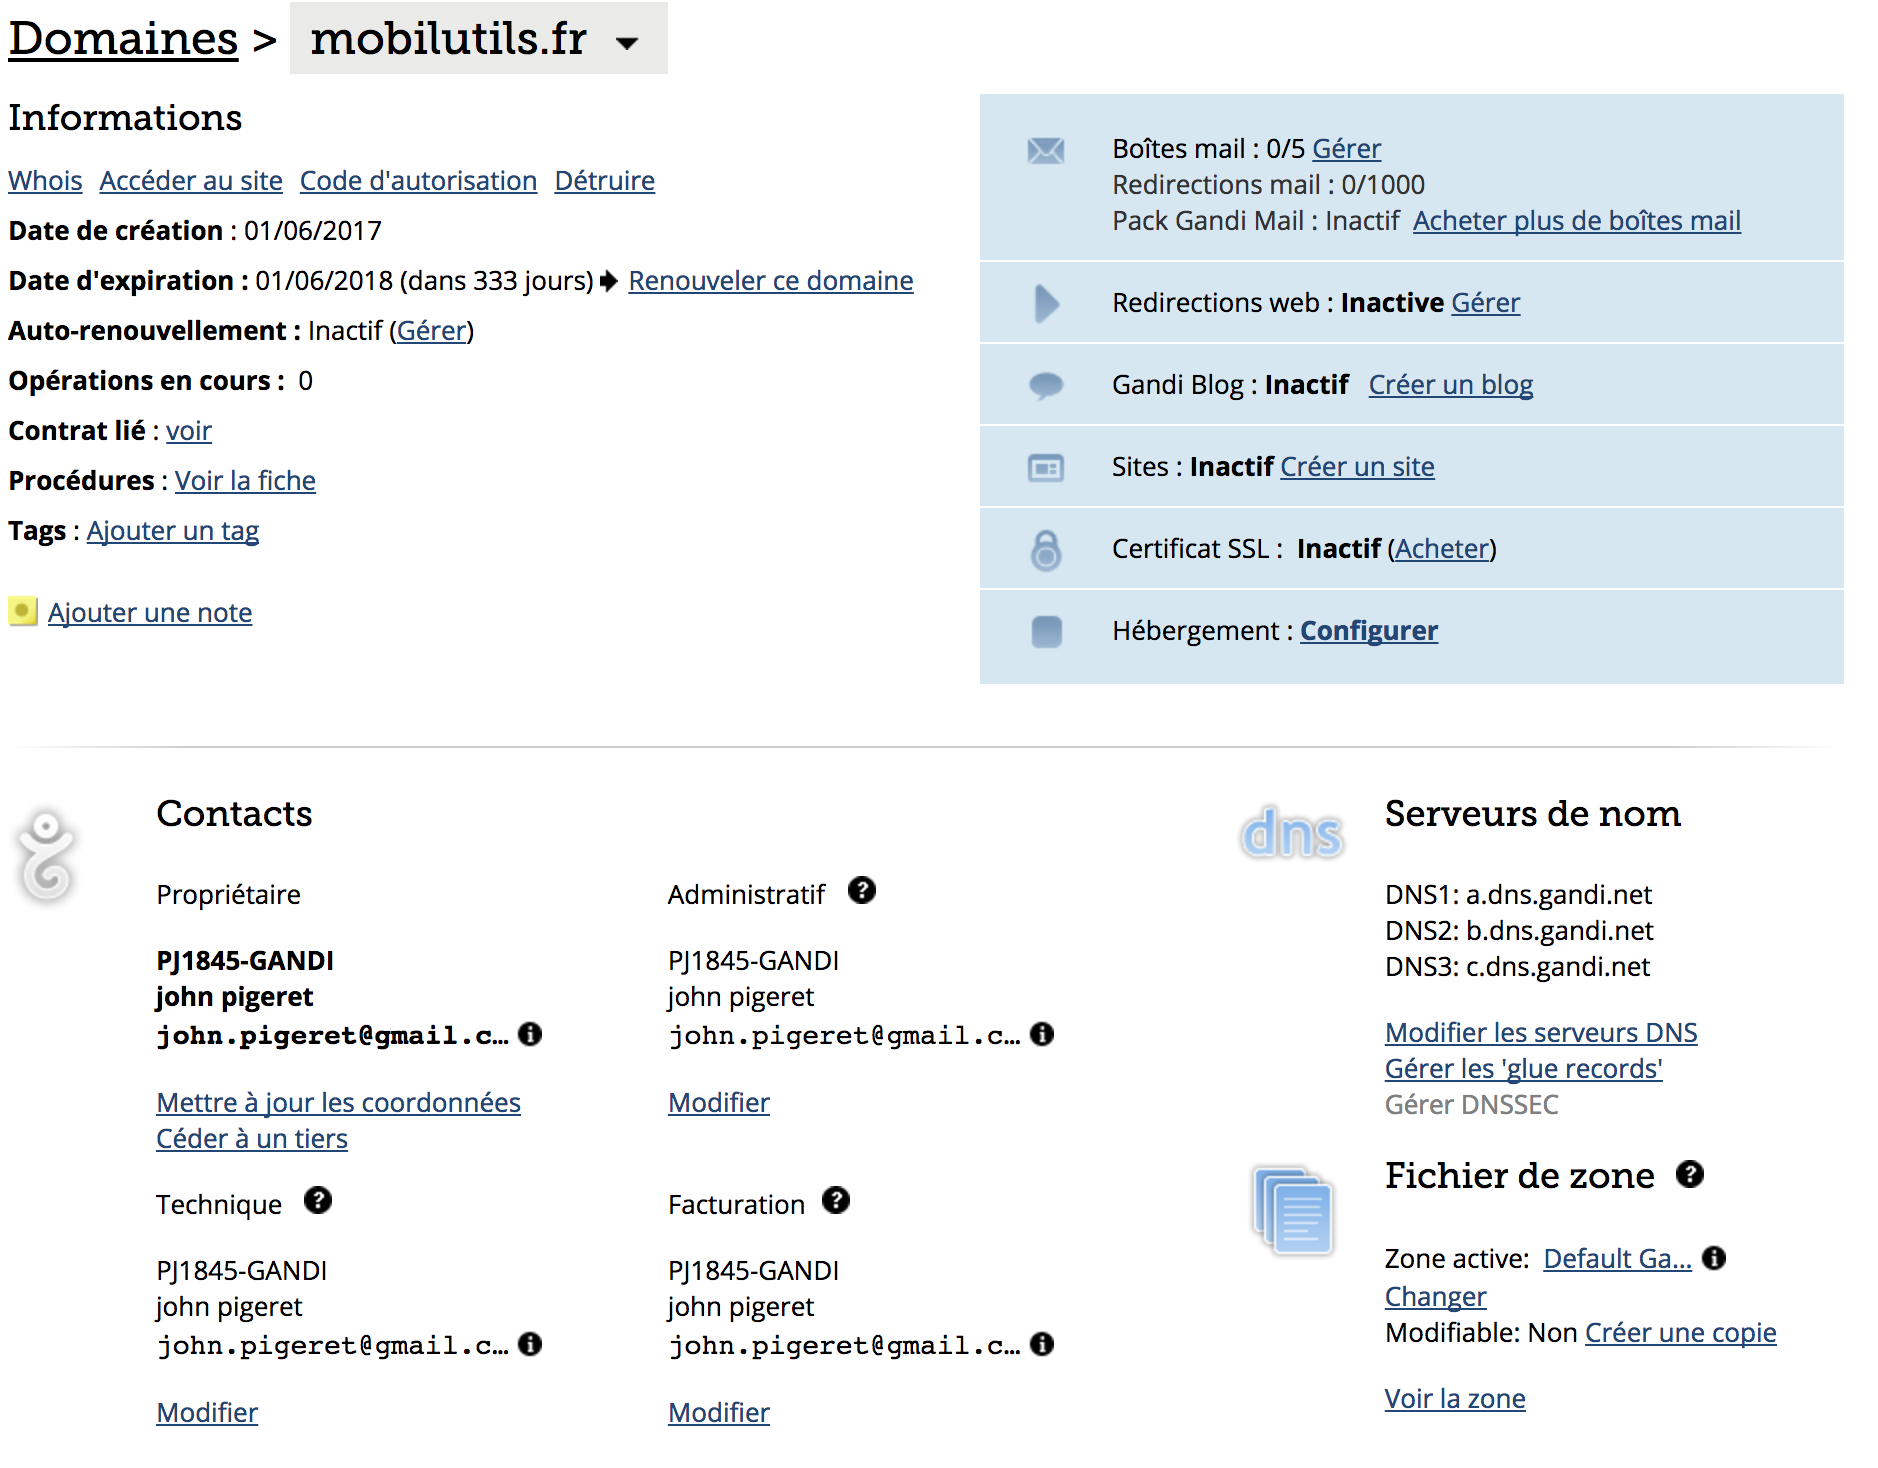 Domaines > mobilutils.fr
Informations
Whois Accéder au site Code d'autorisation Détruire
Date de création : 01/06/2017
Date d'expiration : 01/06/2018 (dans 333 jours) Renouveler ce domaine
Auto-renouvellement : Inactif (Gérer)
Opérations en cours : 0
Contrat lié : voir
Procédures : Voir la fiche
Tags : Ajouter un tag
Ajouter une note
Boîtes mail : 0/5 Gérer
Redirections mail : 0/1000
Pack Gandi Mail : Inactif Acheter plus de boîtes mail
Redirections web : Inactive Gérer
Gandi Blog : Inactif Créer un blog
Sites : Inactif Créer un site
Certificat SSL : Inactif (Acheter)
Hébergement : Configurer
Contacts
Propriétaire
PJ1845-GANDI
john pigeret
john.pigeret@gmail.c…
Mettre à jour les coordonnées
Céder à un tiers
Administratif ?
PJ1845-GANDI
john pigeret
john.pigeret@gmail.c…
Modifier
Technique ?
PJ1845-GANDI
john pigeret
john.pigeret@gmail.c…
Modifier
Facturation ?
PJ1845-GANDI
john pigeret
john.pigeret@gmail.c…
Modifier
dns
Serveurs de nom
DNS1: a.dns.gandi.net
DNS2: b.dns.gandi.net
DNS3: c.dns.gandi.net
Modifier les serveurs DNS
Gérer les 'glue records'
Gérer DNSSEC
Fichier de zone ?
Zone active: Default Ga...
Changer
Modifiable: Non Créer une copie
Voir la zone